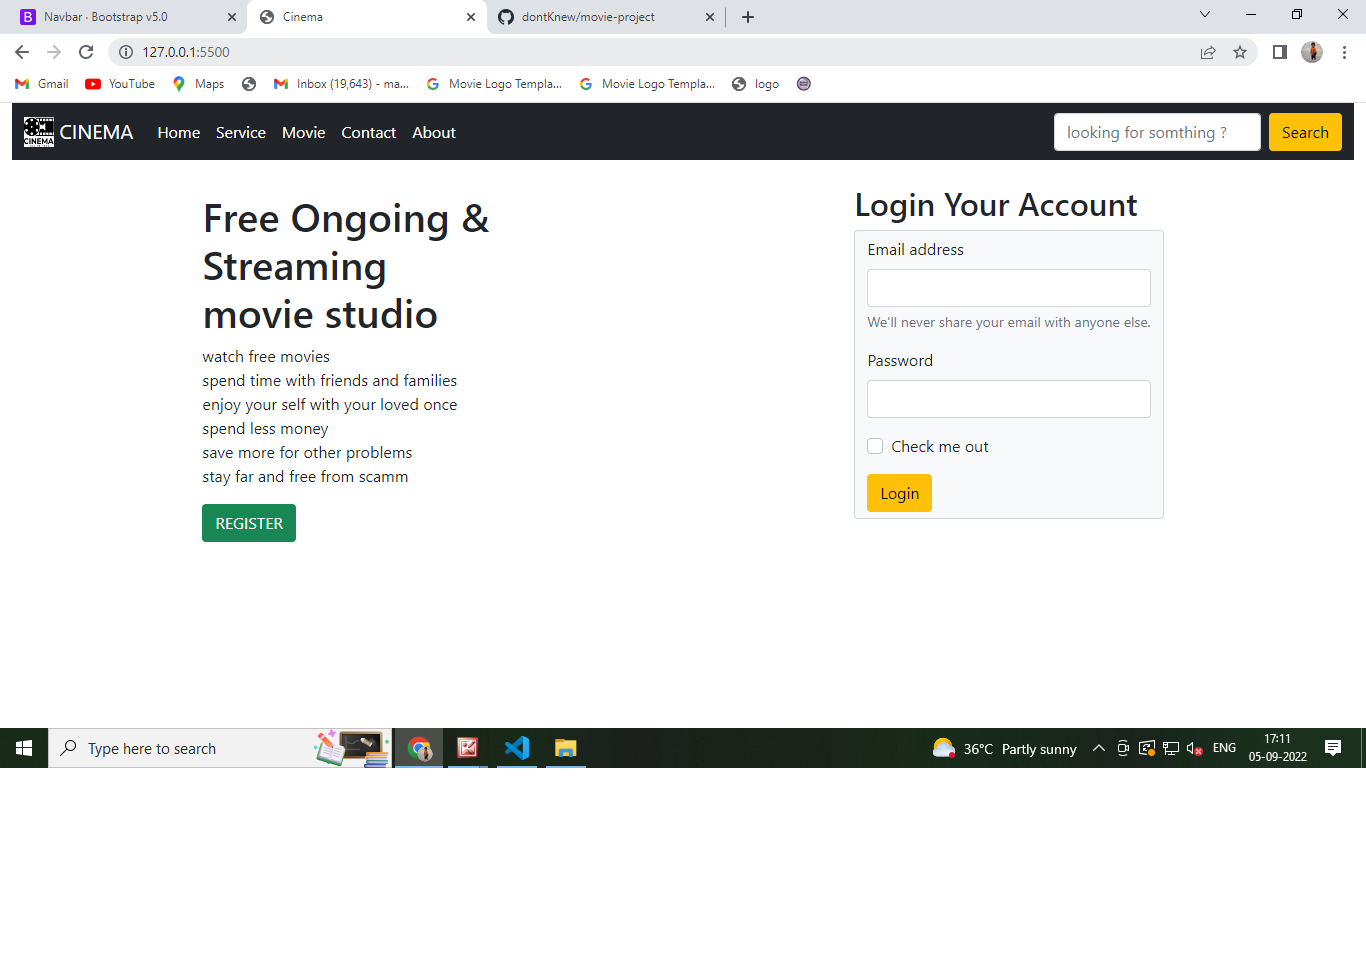 Navbar · Bootstrap v5.0
Cinema
dontKnew/movie-project
127.0.0.1:5500
Gmail
YouTube
Maps
Inbox (19,643) - ma...
Movie Logo Templa...
Movie Logo Templa...
logo
CINEMA
CINEMA
Home
Service
Movie
Contact
About
looking for somthing ?
Search
Free Ongoing &
Streaming
movie studio
watch free movies
spend time with friends and families
enjoy your self with your loved once
spend less money
save more for other problems
stay far and free from scamm
REGISTER
Login Your Account
Email address
We'll never share your email with anyone else.
Password
Check me out
Login
Type here to search
36°C Partly sunny
ENG
17:11
05-09-2022